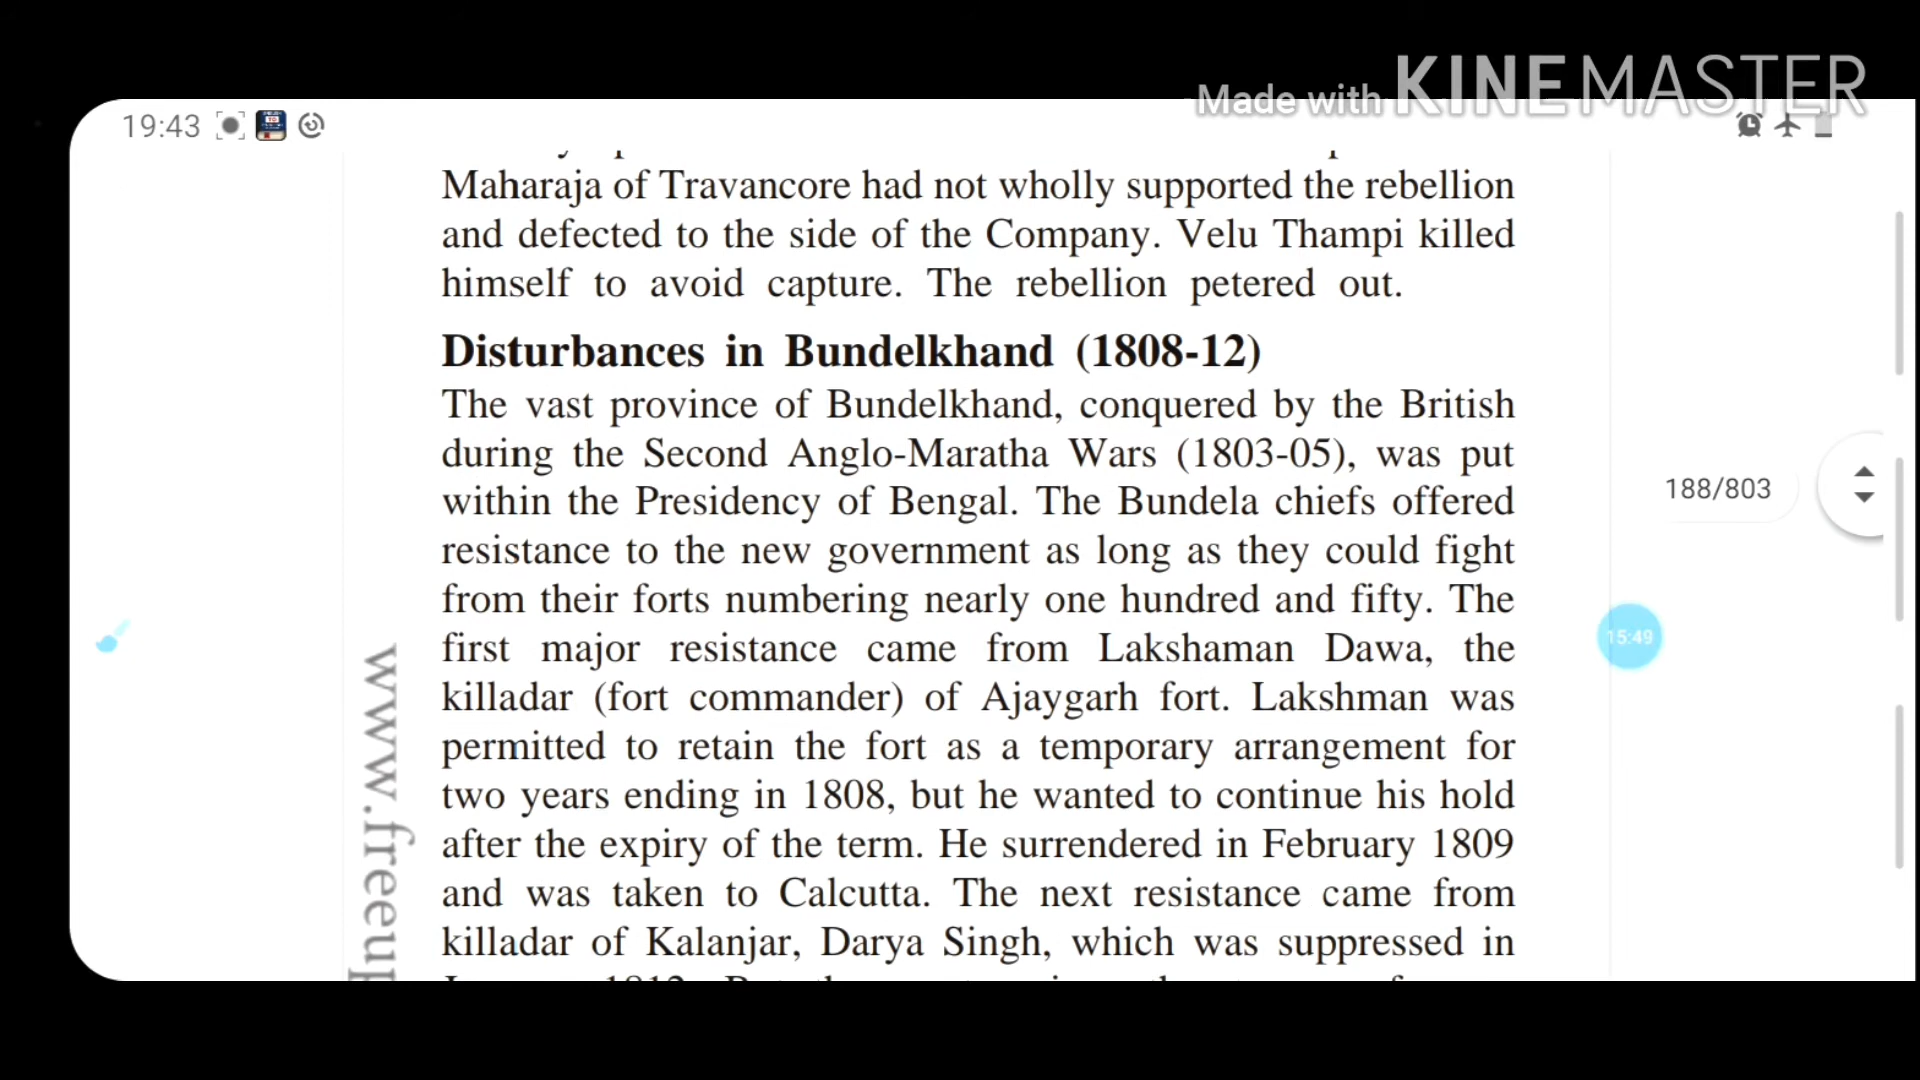 Made with KINEMASTER
19:43
Maharaja of Travancore had not wholly supported the rebellion
and defected to the side of the Company. Velu Thampi killed
himself to avoid capture. The rebellion petered out.
Disturbances in Bundelkhand (1808-12)
The vast province of Bundelkhand, conquered by the British
during the Second Anglo-Maratha Wars (1803-05), was put
within the Presidency of Bengal. The Bundela chiefs offered
resistance to the new government as long as they could fight
from their forts numbering nearly one hundred and fifty. The
first major resistance came from Lakshaman Dawa, the
killadar (fort commander) of Ajaygarh fort. Lakshman was
permitted to retain the fort as a temporary arrangement for
two years ending in 1808, but he wanted to continue his hold
after the expiry of the term. He surrendered in February 1809
and was taken to Calcutta. The next resistance came from
killadar of Kalanjar, Darya Singh, which was suppressed in
188/803
15:49
www.freeup